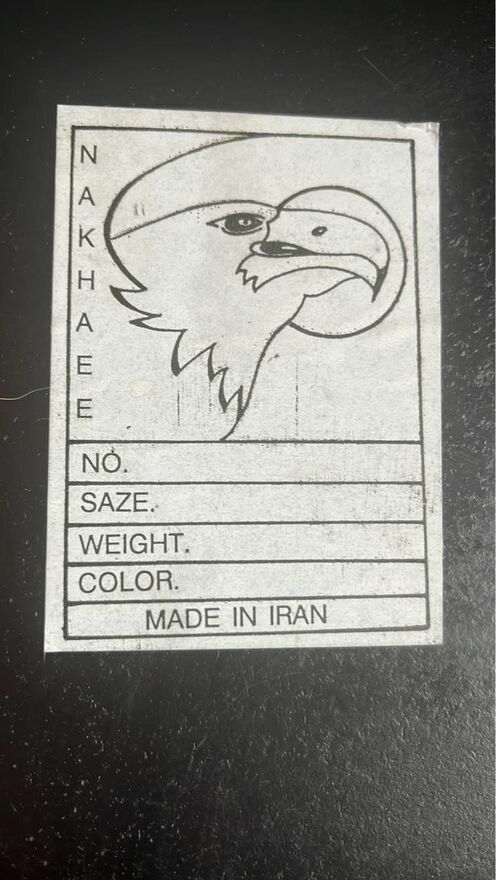 NAKHAEE
NO.
SAZE.
WEIGHT.
COLOR.
MADE IN IRAN